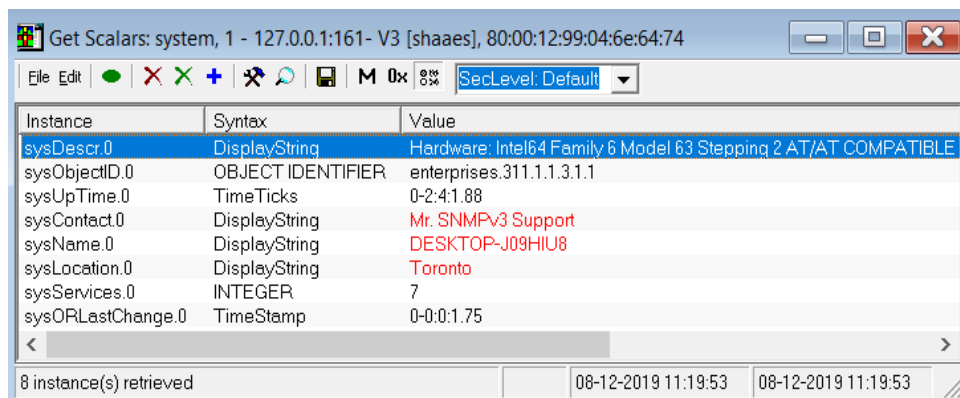 Get Scalars: system, 1 - 127.0.0.1:161- V3 [shaaes], 80:00:12:99:04:6e:64:74
File Edit M 0x SecLevel: Default
Instance Syntax Value
sysDescr.0 DisplayString Hardware: Intel64 Family 6 Model 63 Stepping 2 AT/AT COMPATIBLE
sysObjectID.0 OBJECT IDENTIFIER enterprises.311.1.1.3.1.1
sysUpTime.0 TimeTicks 0-2:4:1.88
sysContact.0 DisplayString Mr. SNMPv3 Support
sysName.0 DisplayString DESKTOP-J09HIU8
sysLocation.0 DisplayString Toronto
sysServices.0 INTEGER 7
sysORLastChange.0 TimeStamp 0-0:0:1.75
8 instance(s) retrieved 08-12-2019 11:19:53 08-12-2019 11:19:53